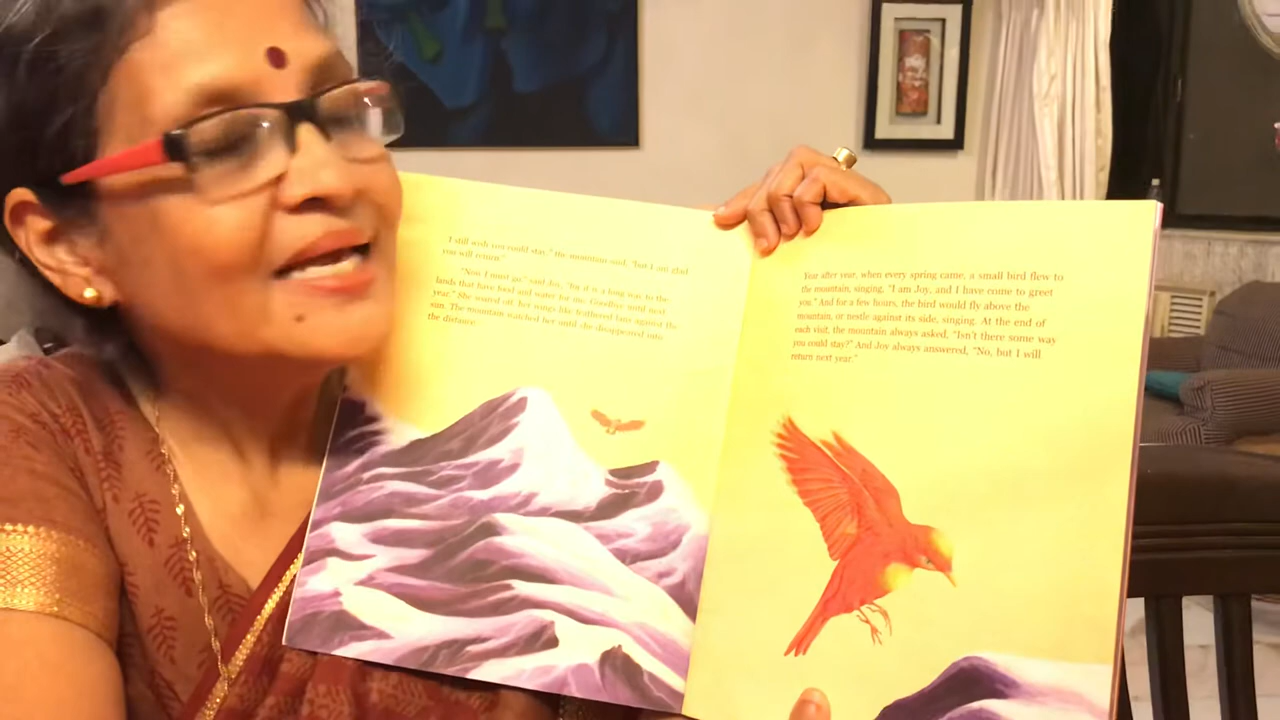 "I still wish you could stay," the mountain said, "but I am glad
you will return."
"Now I must go," said Joy, "for it is a long way to the
lands that have food and water for me. Goodbye until next
year." She soared off, her wings like feathered fans against the
sun. The mountain watched her until she disappeared into
the distance.
Year after year, when every spring came, a small bird flew to
the mountain, singing, "I am Joy, and I have come to greet
you." And for a few hours, the bird would fly above the
mountain, or nestle against its side, singing. At the end of
each visit, the mountain always asked, "Isn't there some way
you could stay?" And Joy always answered, "No, but I will
return next year."